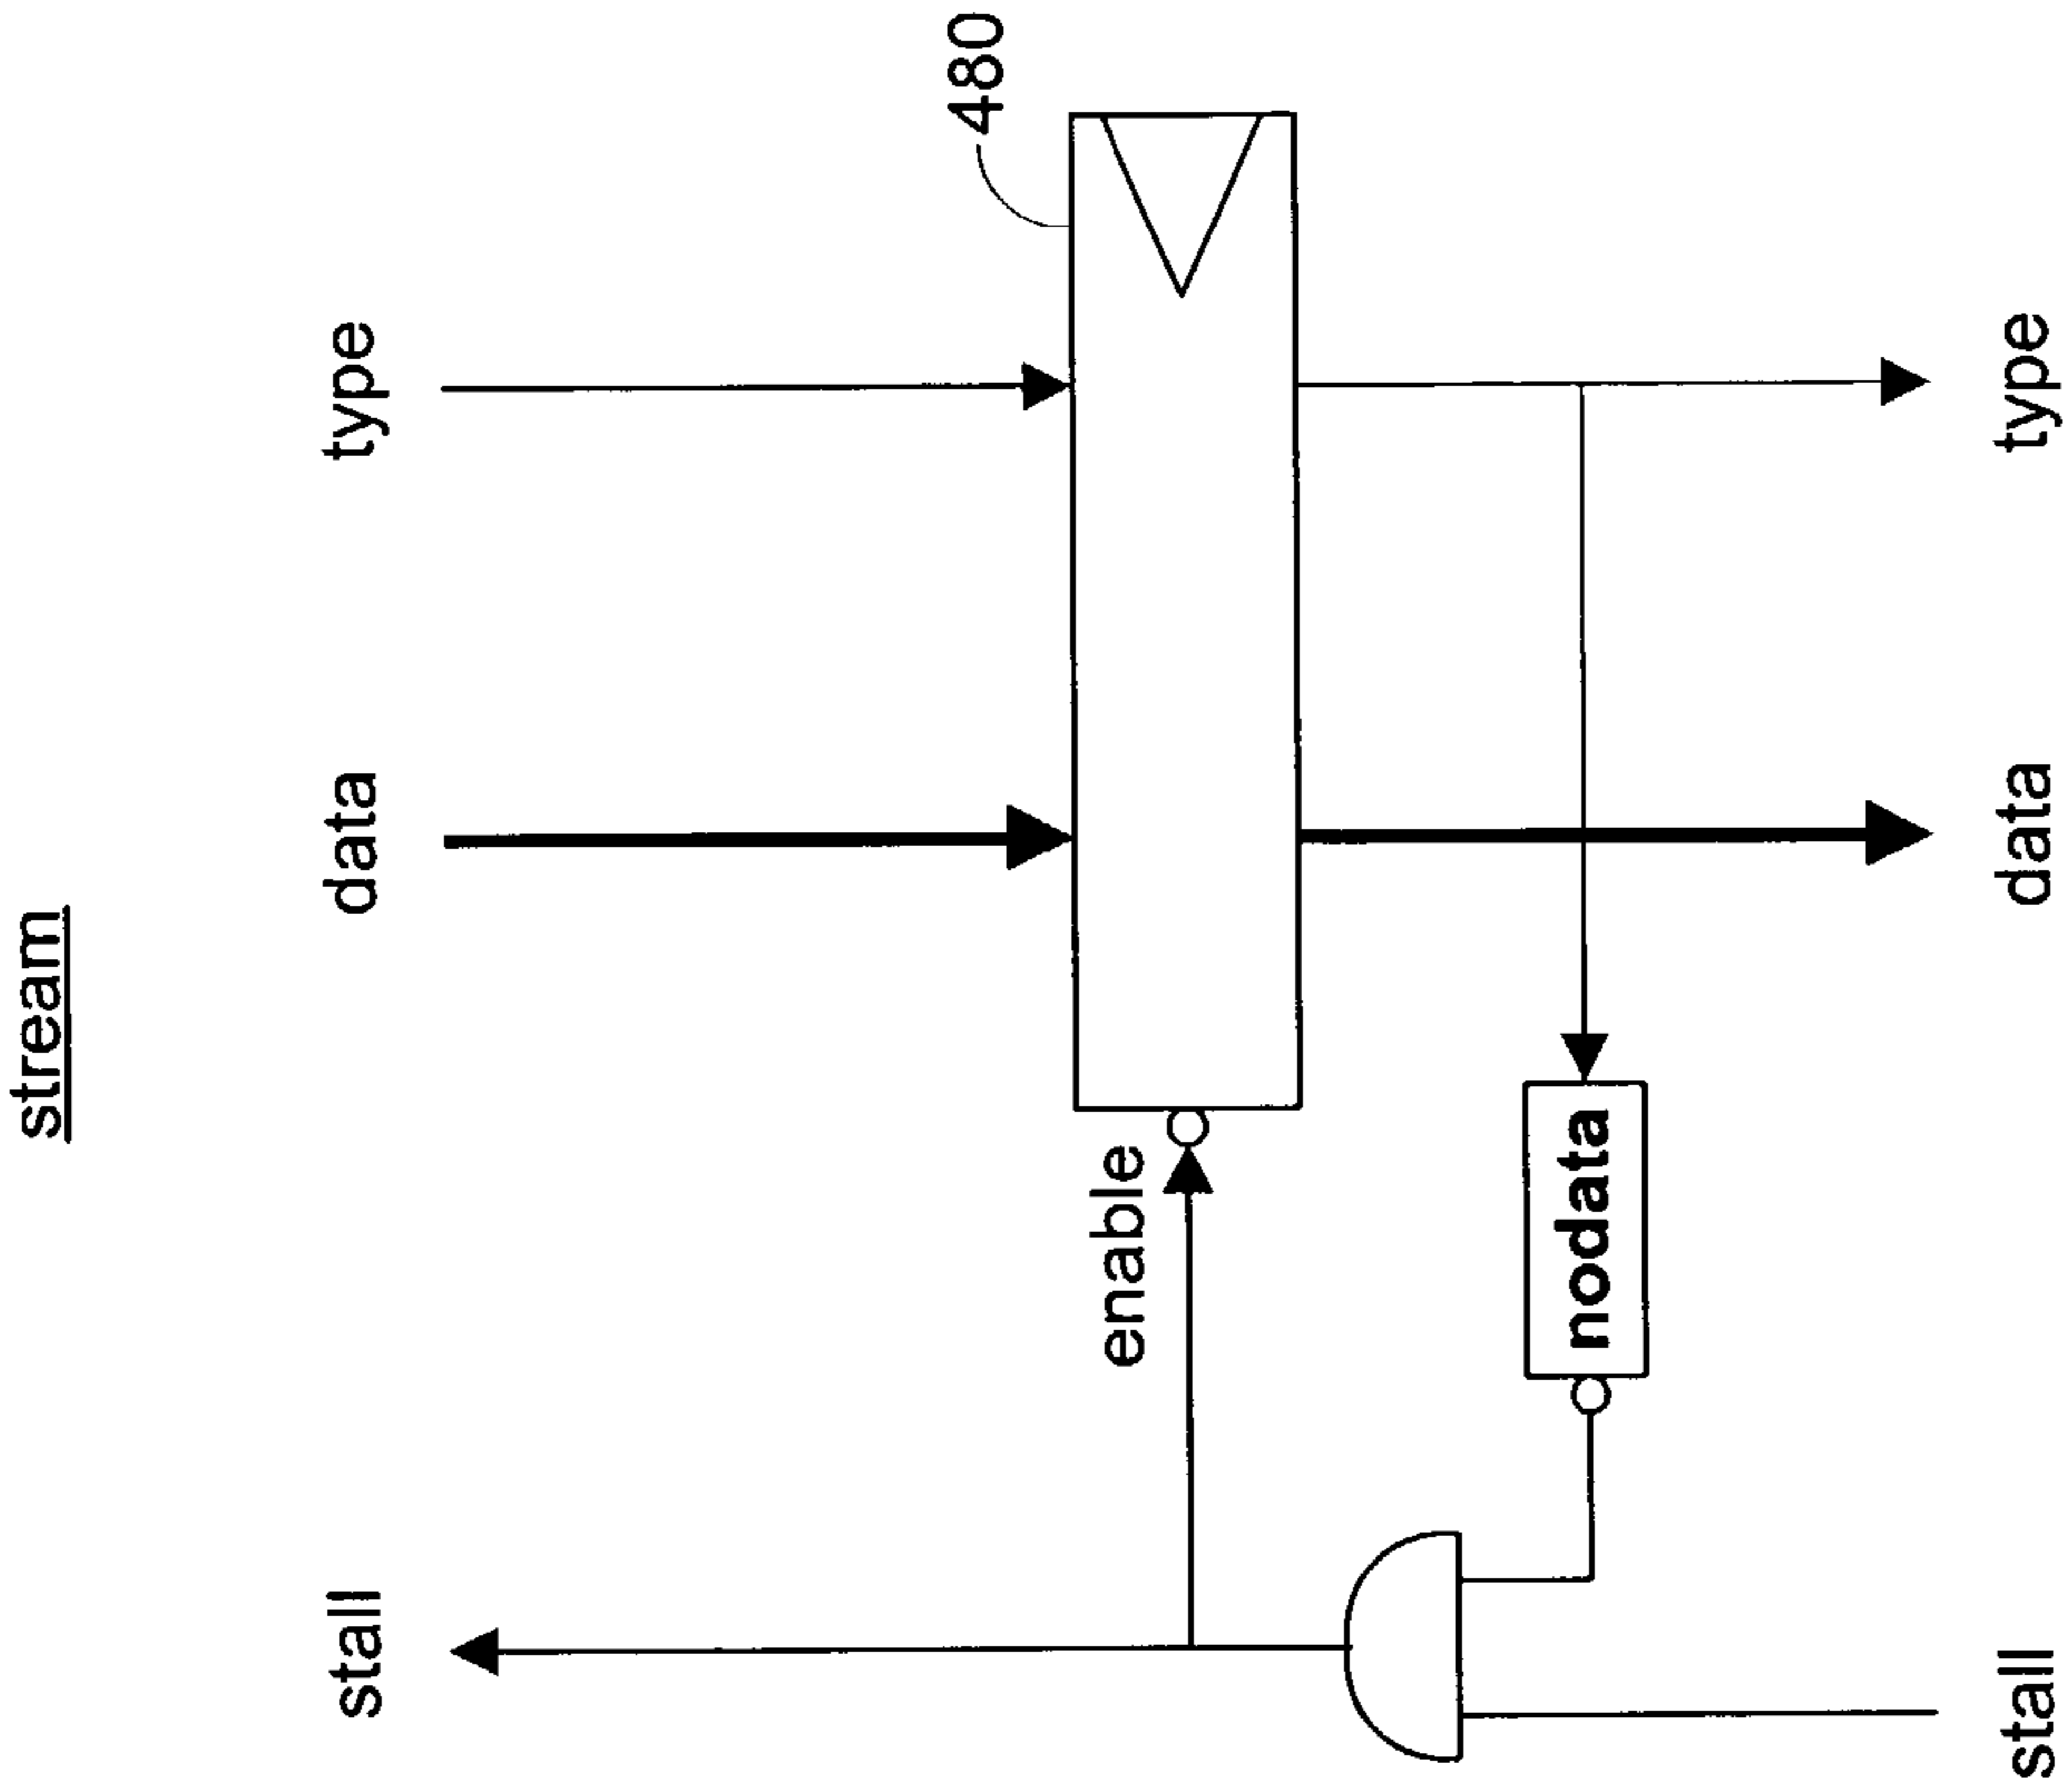 stream
stall
data
type
enable
480
nodata
stall
data
type